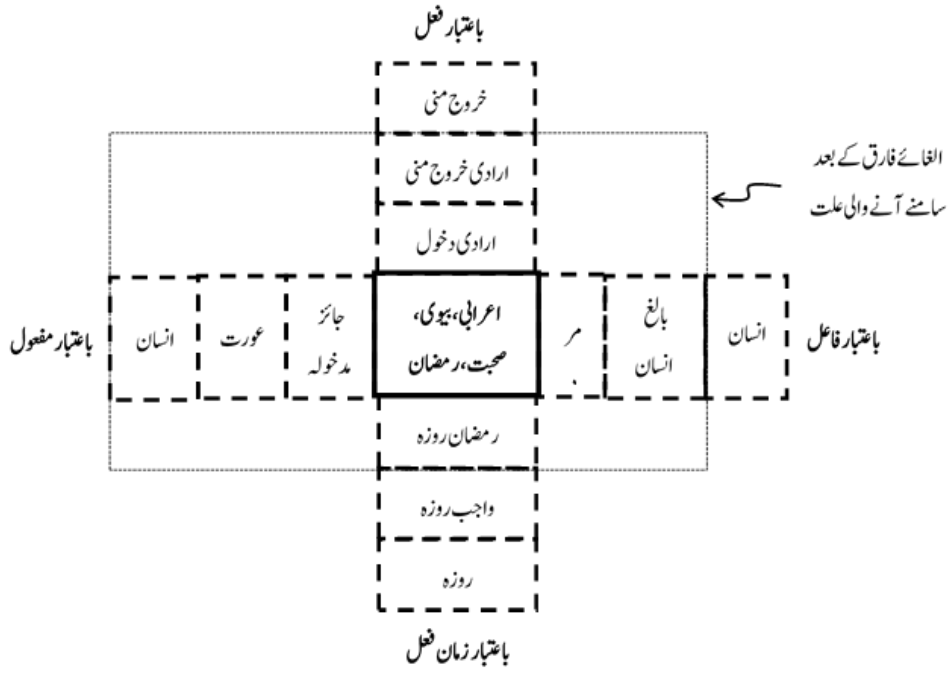 باعتبار فعل
خروج منی
ارادی خروج منی
ارادی دخول
الغائے فارق کے بعد
سامنے آنے والی علت
باعتبار فاعل
انسان
بالغ
انسان
مر
اعرابی، بیوی،
صحبت، رمضان
جائز
مدخولہ
عورت
انسان
باعتبار مفعول
رمضان روزہ
واجب روزہ
روزہ
باعتبار زمان فعل